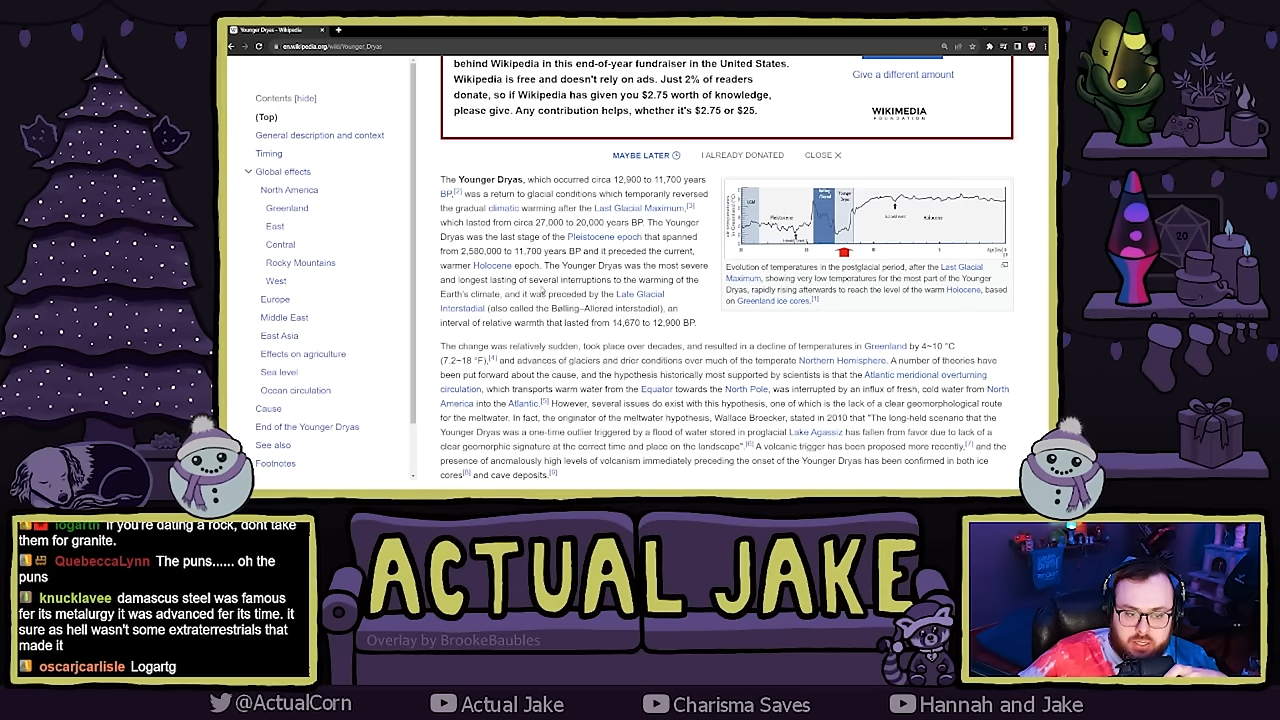 Younger Dryas - Wikipedia
en.wikipedia.org/wiki/Younger_Dryas
behind Wikipedia in this end-of-year fundraiser in the United States.
Wikipedia is free and doesn't rely on ads. Just 2% of readers
donate, so if Wikipedia has given you $2.75 worth of knowledge,
please give. Any contribution helps, whether it's $2.75 or $25.
Give a different amount
WIKIMEDIA
FOUNDATION
MAYBE LATER
I ALREADY DONATED
CLOSE X
Contents [hide]
(Top)
General description and context
Timing
Global effects
North America
Greenland
East
Central
Rocky Mountains
West
Europe
Middle East
East Asia
Effects on agriculture
Sea level
Ocean circulation
Cause
End of the Younger Dryas
See also
Footnotes
The Younger Dryas, which occurred circa 12,900 to 11,700 years
BP,[2] was a return to glacial conditions which temporarily reversed
the gradual climatic warming after the Last Glacial Maximum,[3]
which lasted from circa 27,000 to 20,000 years BP. The Younger
Dryas was the last stage of the Pleistocene epoch that spanned
from 2,580,000 to 11,700 years BP and it preceded the current,
warmer Holocene epoch. The Younger Dryas was the most severe
and longest lasting of several interruptions to the warming of the
Earth's climate, and it was preceded by the Late Glacial
Interstadial (also called the Bølling–Allerød interstadial), an
interval of relative warmth that lasted from 14,670 to 12,900 BP.
LGM
Pleistocene
Younger
Dryas
Holocene
Evolution of temperatures in the postglacial period, after the Last Glacial
Maximum, showing very low temperatures for the most part of the Younger
Dryas, rapidly rising afterwards to reach the level of the warm Holocene, based
on Greenland ice cores.[1]
The change was relatively sudden, took place over decades, and resulted in a decline of temperatures in Greenland by 4~10 °C
(7.2~18 °F),[4] and advances of glaciers and drier conditions over much of the temperate Northern Hemisphere. A number of theories have
been put forward about the cause, and the hypothesis historically most supported by scientists is that the Atlantic meridional overturning
circulation, which transports warm water from the Equator towards the North Pole, was interrupted by an influx of fresh, cold water from North
America into the Atlantic.[5] However, several issues do exist with this hypothesis, one of which is the lack of a clear geomorphological route
for the meltwater. In fact, the originator of the meltwater hypothesis, Wallace Broecker, stated in 2010 that "The long-held scenario that the
Younger Dryas was a one-time outlier triggered by a flood of water stored in proglacial Lake Agassiz has fallen from favor due to lack of a
clear geomorphic signature at the correct time and place on the landscape".[6] A volcanic trigger has been proposed more recently,[7] and the
presence of anomalously high levels of volcanism immediately preceding the onset of the Younger Dryas has been confirmed in both ice
cores[8] and cave deposits.[9]
20
logarth If you're dating a rock, dont take
them for granite.
QuebeccaLynn The puns...... oh the
puns
knucklavee damascus steel was famous
fer its metalurgy it was advanced fer its time. it
sure as hell wasn't some extraterrestrials that
made it
oscarjcarlisle Logartg
ACTUAL JAKE
Overlay by BrookeBaubles
@ActualCorn
Actual Jake
Charisma Saves
Hannah and Jake